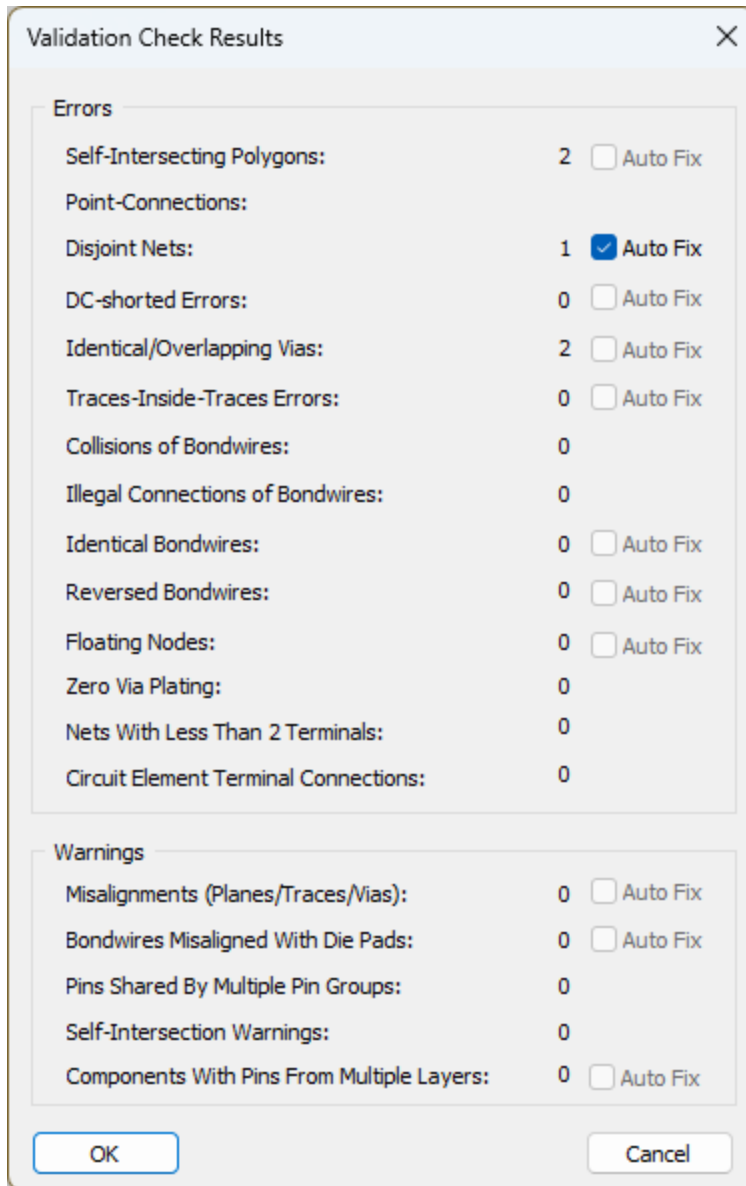 Validation Check Results
Errors
Self-Intersecting Polygons: 2 Auto Fix
Point-Connections:
Disjoint Nets: 1 Auto Fix
DC-shorted Errors: 0 Auto Fix
Identical/Overlapping Vias: 2 Auto Fix
Traces-Inside-Traces Errors: 0 Auto Fix
Collisions of Bondwires: 0
Illegal Connections of Bondwires: 0
Identical Bondwires: 0 Auto Fix
Reversed Bondwires: 0 Auto Fix
Floating Nodes: 0 Auto Fix
Zero Via Plating: 0
Nets With Less Than 2 Terminals: 0
Circuit Element Terminal Connections: 0
Warnings
Misalignments (Planes/Traces/Vias): 0 Auto Fix
Bondwires Misaligned With Die Pads: 0 Auto Fix
Pins Shared By Multiple Pin Groups: 0
Self-Intersection Warnings: 0
Components With Pins From Multiple Layers: 0 Auto Fix
OK Cancel